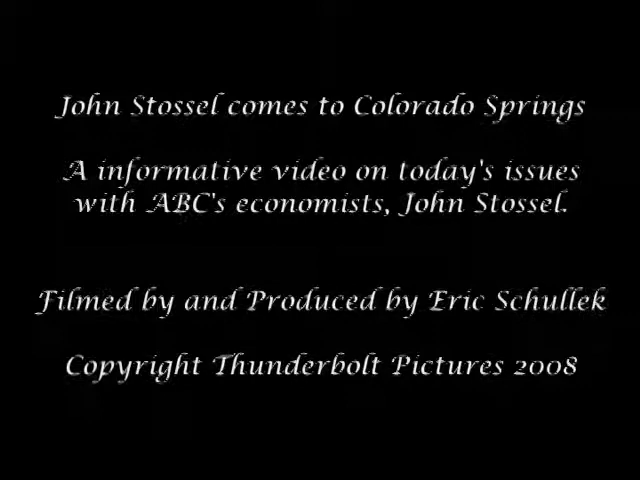 John Stossel comes to Colorado Springs
A informative video on today's issues
with ABC's economists, John Stossel.
Filmed by and Produced by Eric Schullek
Copyright Thunderbolt Pictures 2008